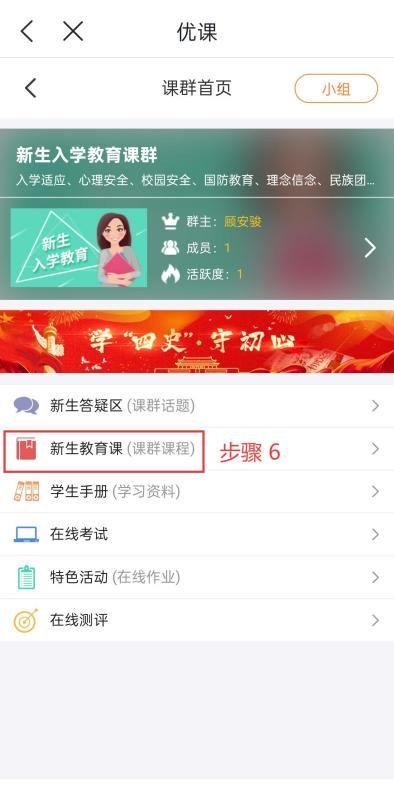 优课
课群首页
小组
新生入学教育课群
入学适应、心理安全、校园安全、国防教育、理念信念、民族团...
新生
入学教育
群主：顾安骏
成员：1
活跃度：1
学“四史”·守初心
新生答疑区 (课群话题)
新生教育课 (课群课程)
步骤 6
学生手册 (学习资料)
在线考试
特色活动 (在线作业)
在线测评